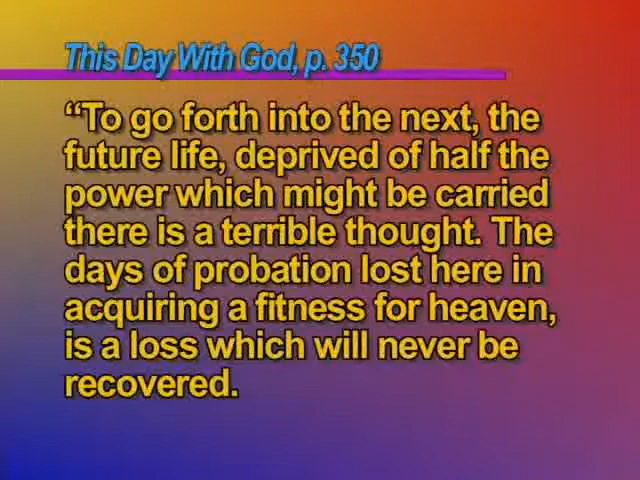 This Day With God, p. 350
“To go forth into the next, the
future life, deprived of half the
power which might be carried
there is a terrible thought. The
days of probation lost here in
acquiring a fitness for heaven,
is a loss which will never be
recovered.